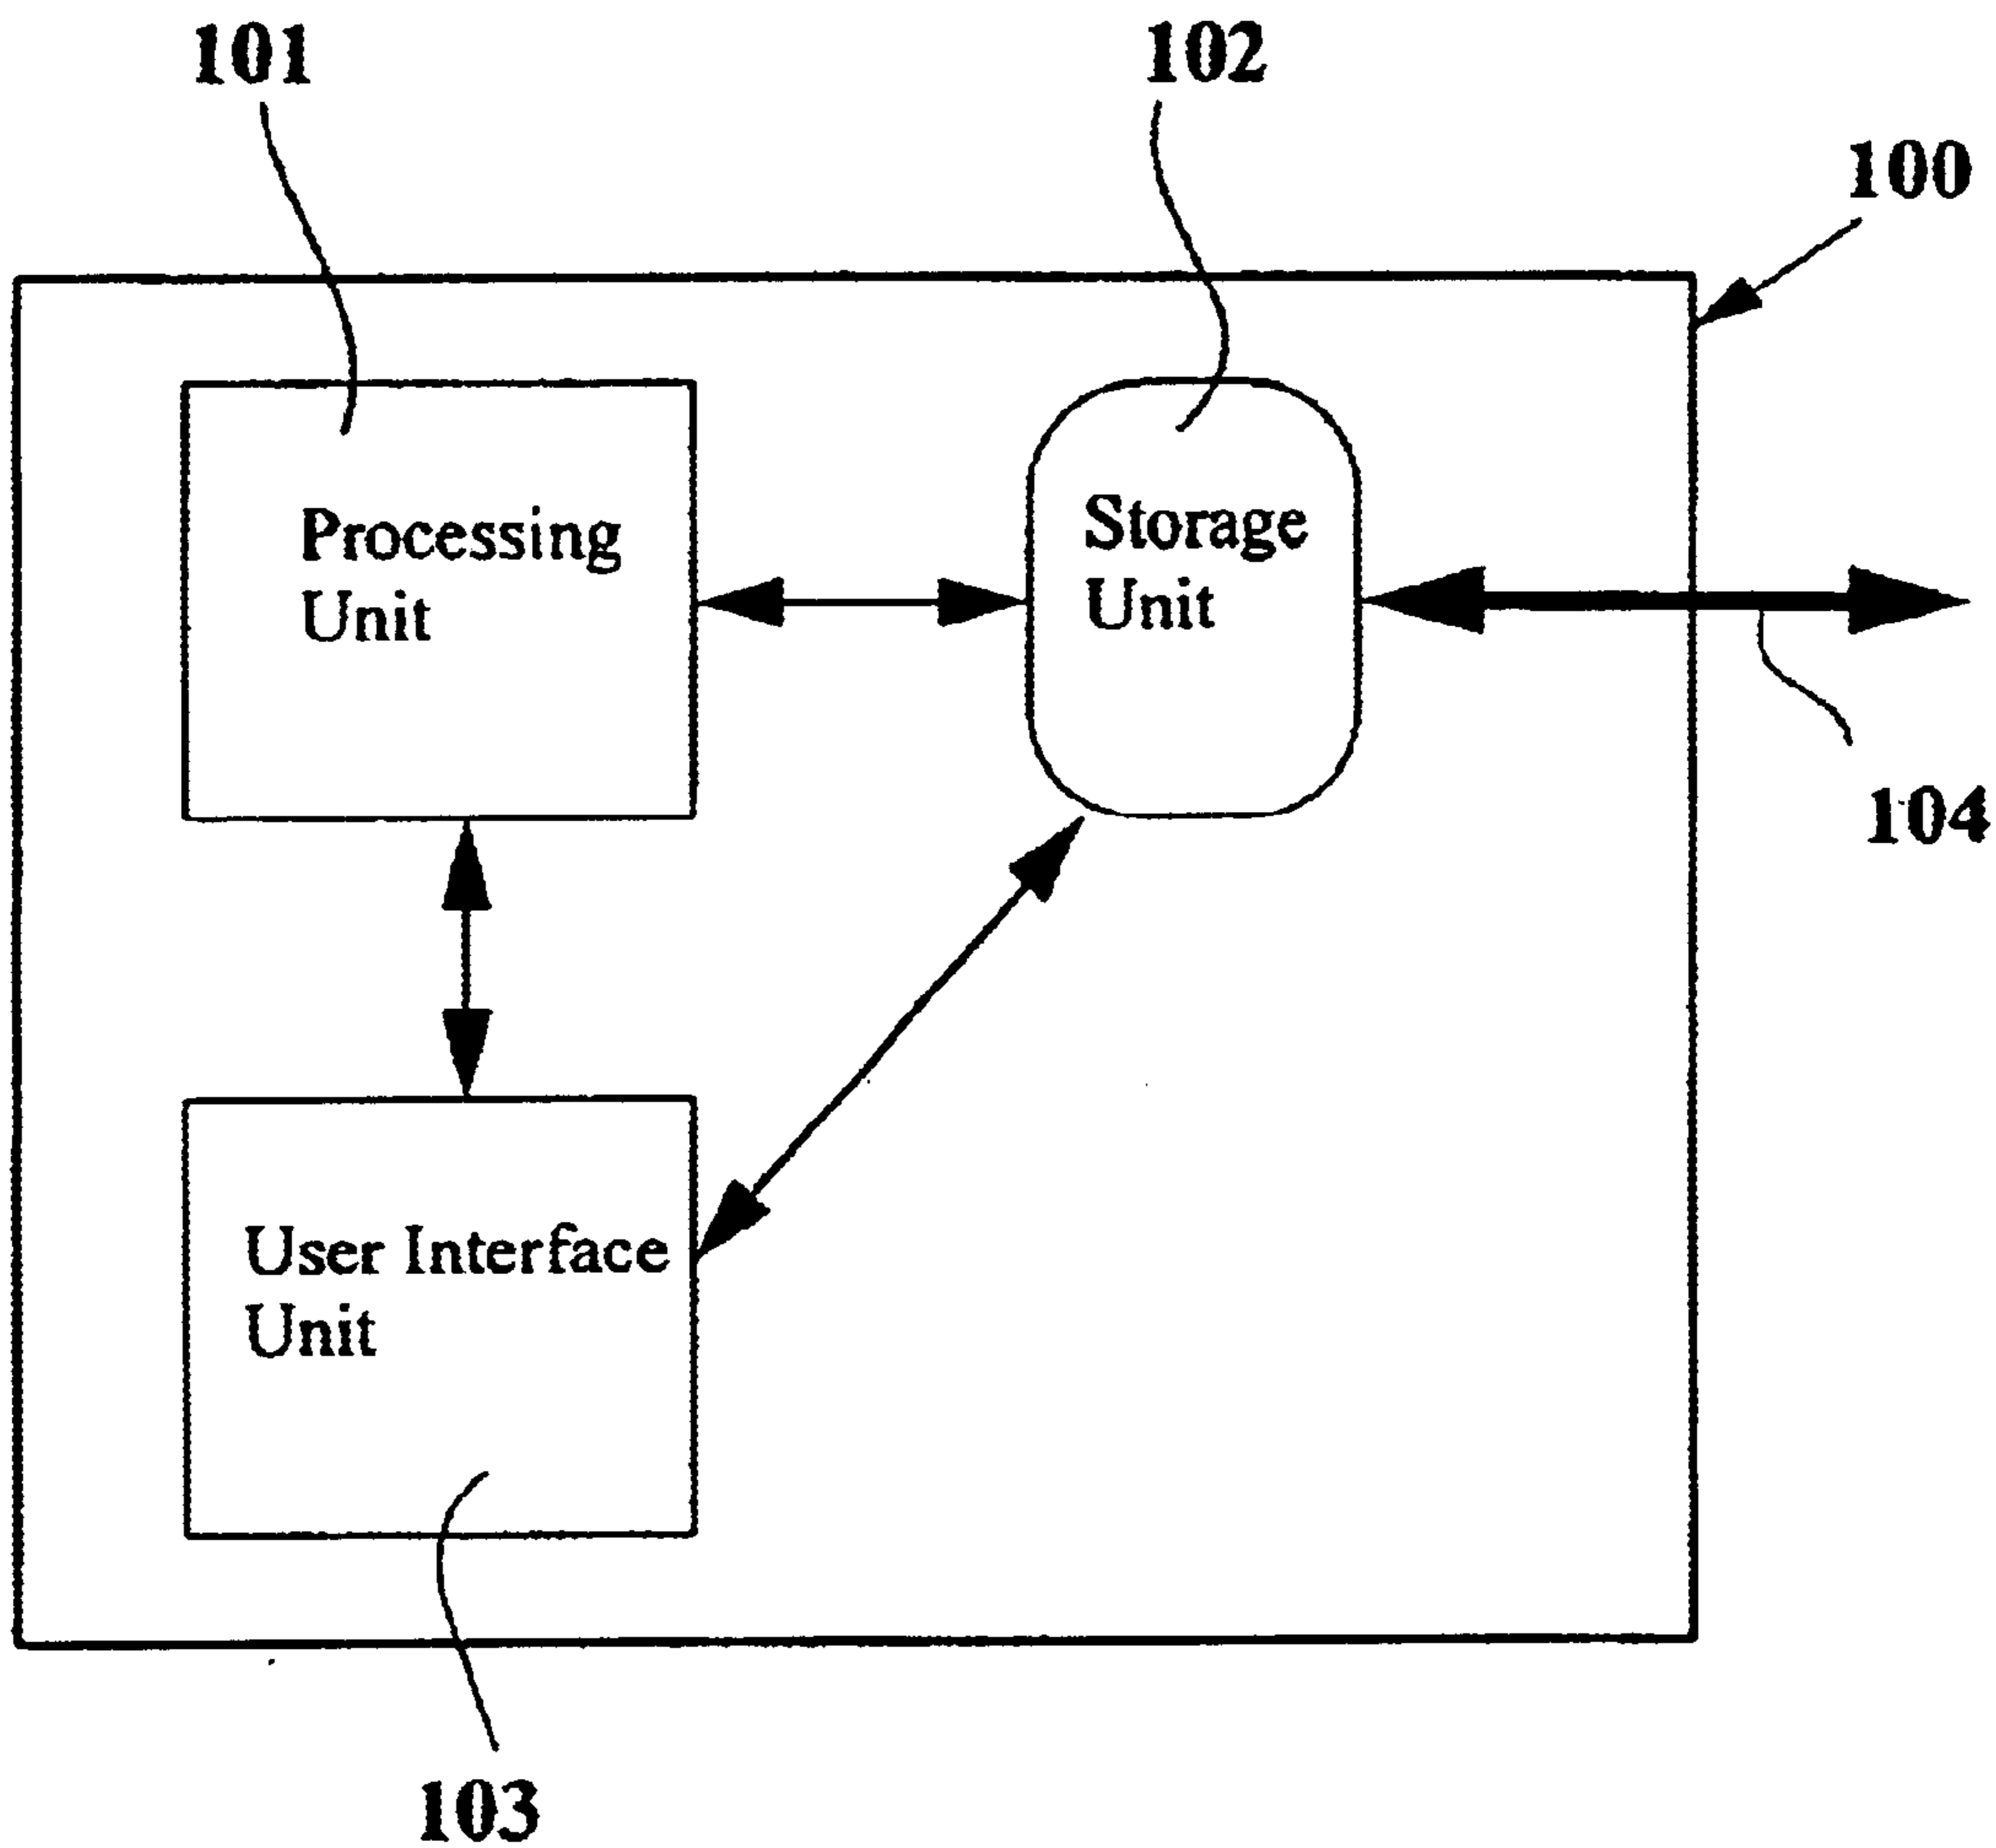 101
102
100
Processing
Unit
Storage
Unit
104
User Interface
Unit
103